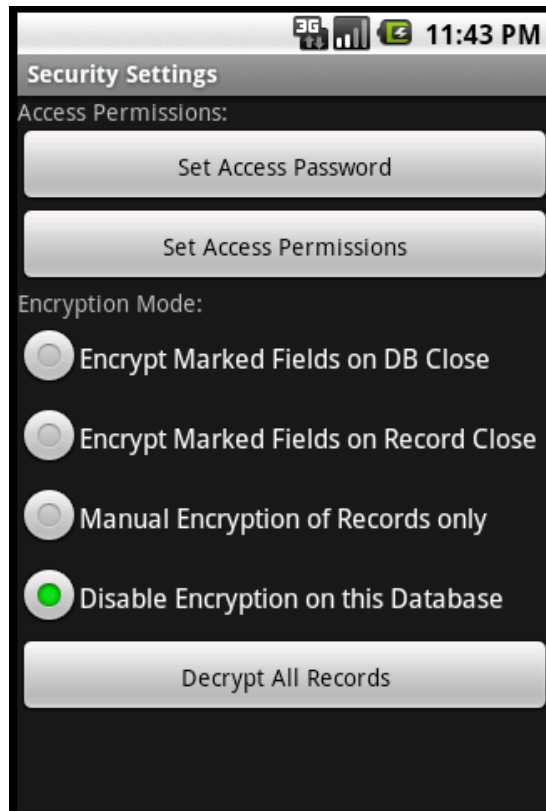 3G 11:43 PM
Security Settings
Access Permissions:
Set Access Password
Set Access Permissions
Encryption Mode:
Encrypt Marked Fields on DB Close
Encrypt Marked Fields on Record Close
Manual Encryption of Records only
Disable Encryption on this Database
Decrypt All Records